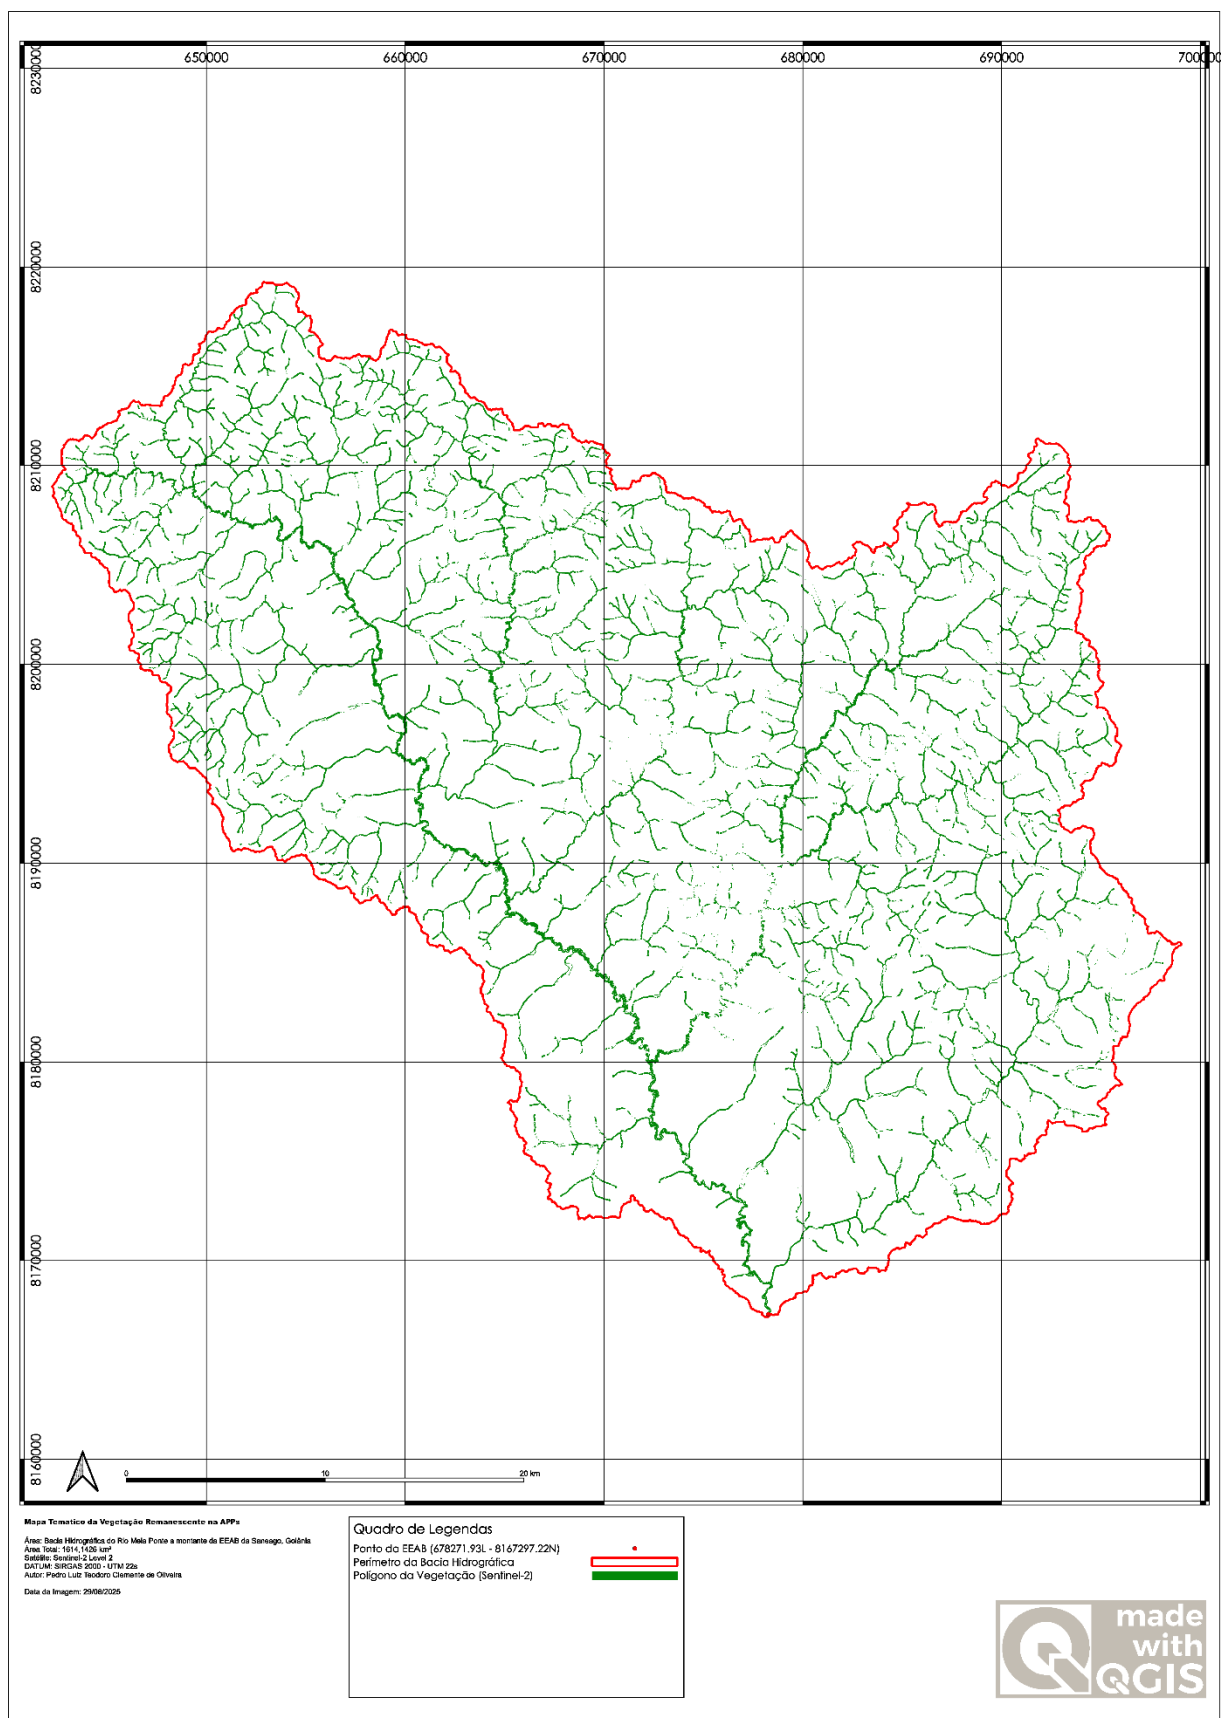 650000 660000 670000 680000 690000 700000
8230000
8220000
8210000
8200000
8190000
8180000
8170000
8160000
0 10 20 km
Mapa Tematico da Vegetação Remanescente na APPs
Área: Bacia Hidrográfica do Rio Meia Ponte a montante da EEAB da Saneago, Goiânia
Área Total: 1614,1426 km²
Satélite: Sentinel-2 Level 2
DATUM: SIRGAS 2000 - UTM 22s
Autor: Pedro Luiz Teodoro Clemente de Oliveira
Data da Imagem: 29/08/2025
Quadro de Legendas
Ponto da EEAB (678271.93L - 8167297.22N)
Perímetro da Bacia Hidrográfica
Polígono da Vegetação (Sentinel-2)
made
with
QGIS